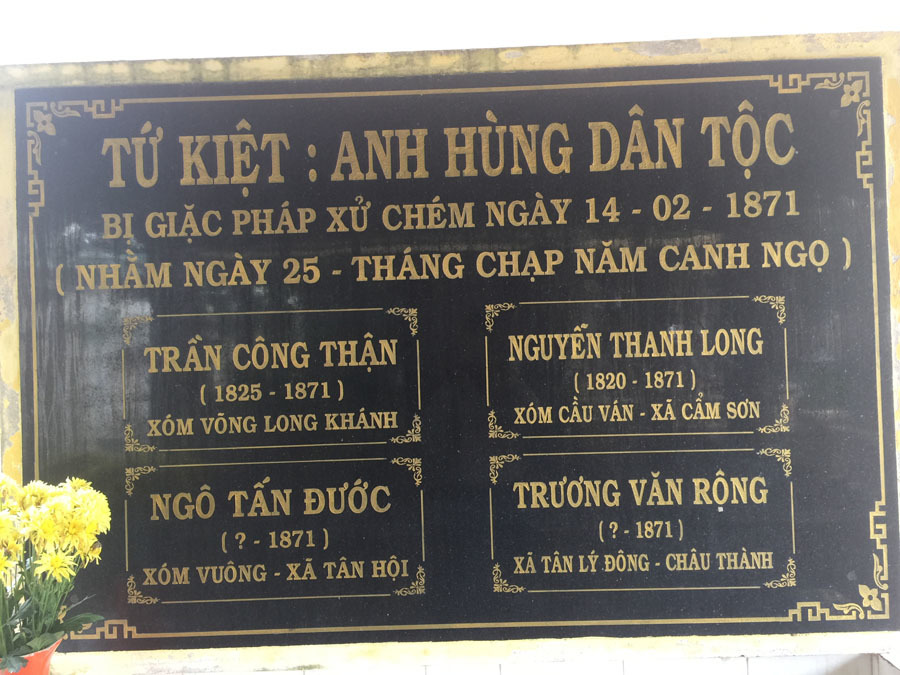 TỨ KIỆT : ANH HÙNG DÂN TỘC
BỊ GIẶC PHÁP XỬ CHÉM NGÀY 14 - 02 - 1871
( NHẰM NGÀY 25 - THÁNG CHẠP NĂM CANH NGỌ )
TRẦN CÔNG THẬN
( 1825 - 1871 )
XÓM VÕNG LONG KHÁNH
NGUYỄN THANH LONG
( 1820 - 1871 )
XÓM CẦU VÁN - XÃ CẨM SƠN
NGÔ TẤN ĐƯỚC
( ? - 1871 )
XÓM VUÔNG - XÃ TÂN HỘI
TRƯƠNG VĂN RỘNG
( ? - 1871 )
XÃ TÂN LÝ ĐÔNG - CHÂU THÀNH